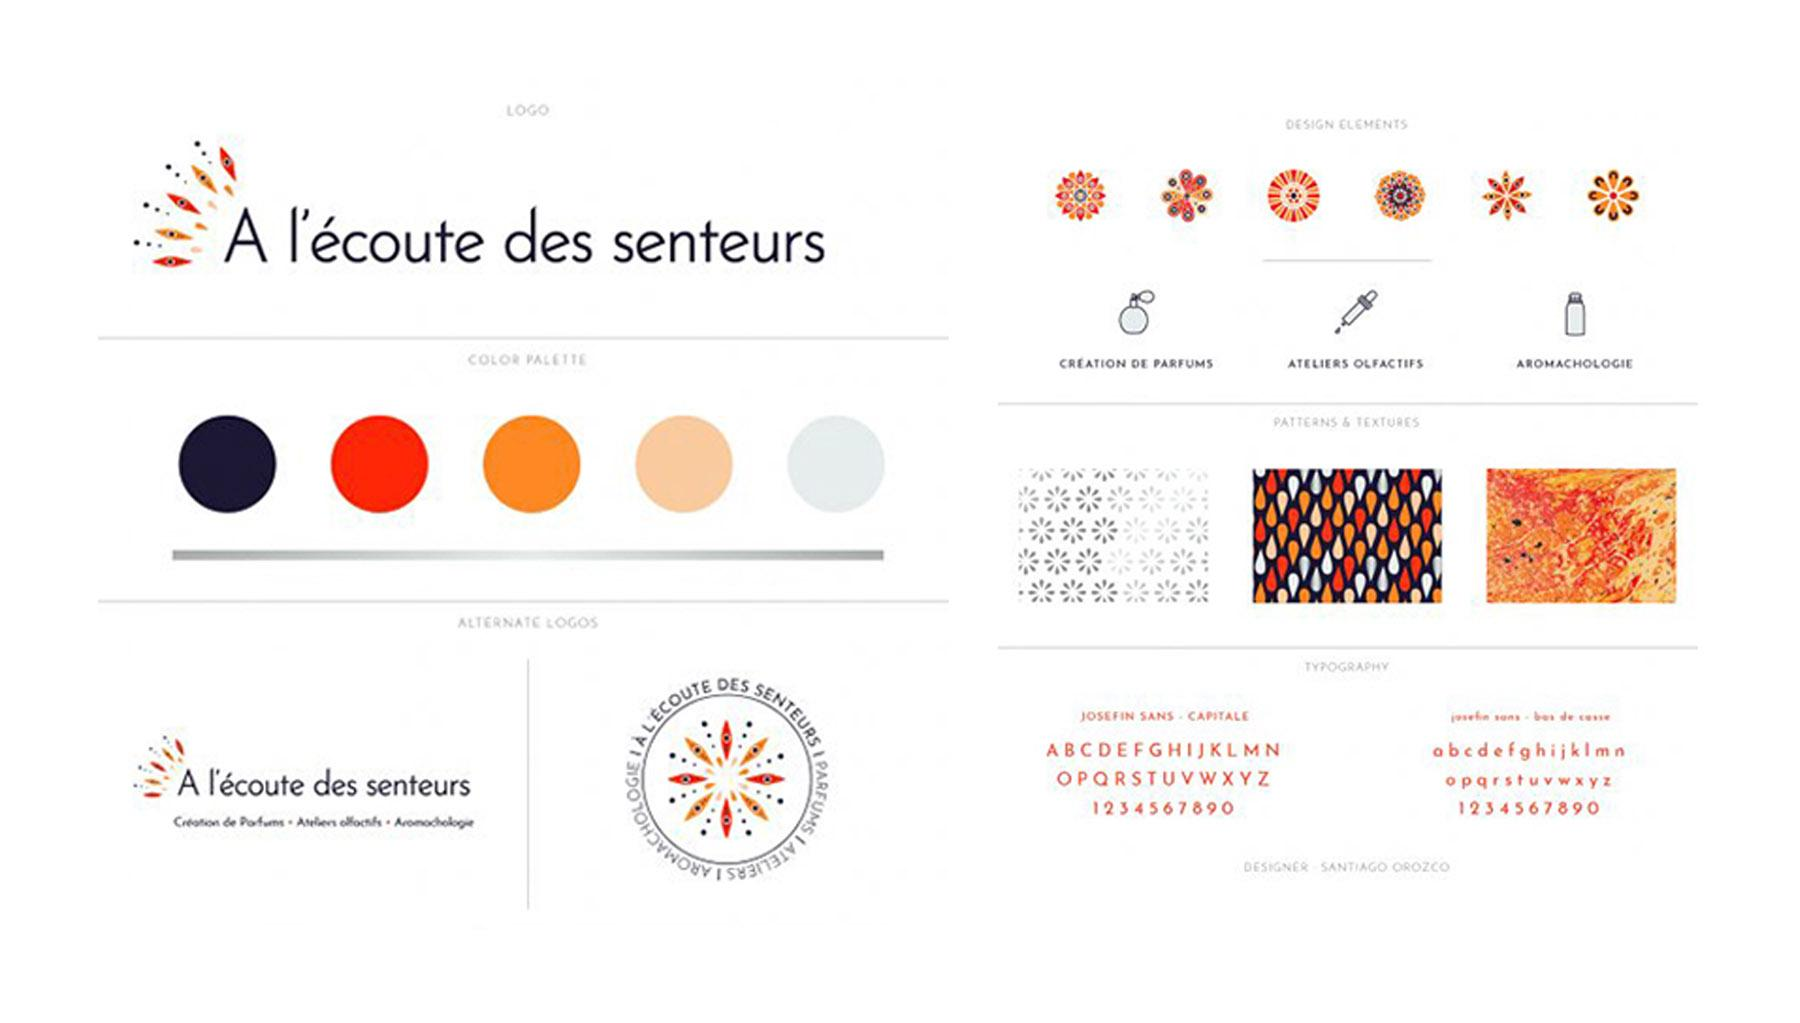 LOGO
A l'écoute des senteurs
COLOR PALETTE
ALTERNATE LOGOS
A l'écoute des senteurs
Création de Parfums • Ateliers olfactifs • Aromachologie
À L'ÉCOUTE DES SENTEURS | PARFUMS | ATELIERS | AROMACHOLOGIE |
DESIGN ELEMENTS
CRÉATION DE PARFUMS
ATELIERS OLFACTIFS
AROMACHOLOGIE
PATTERNS & TEXTURES
TYPOGRAPHY
JOSEFIN SANS - CAPITALE
ABCDEFGHIJKLMN
OPQRSTUVWXYZ
1234567890
josefin sans - bas de casse
abcdefghijklmn
opqrstuvwxyz
1234567890
DESIGNER - SANTIAGO OROZCO